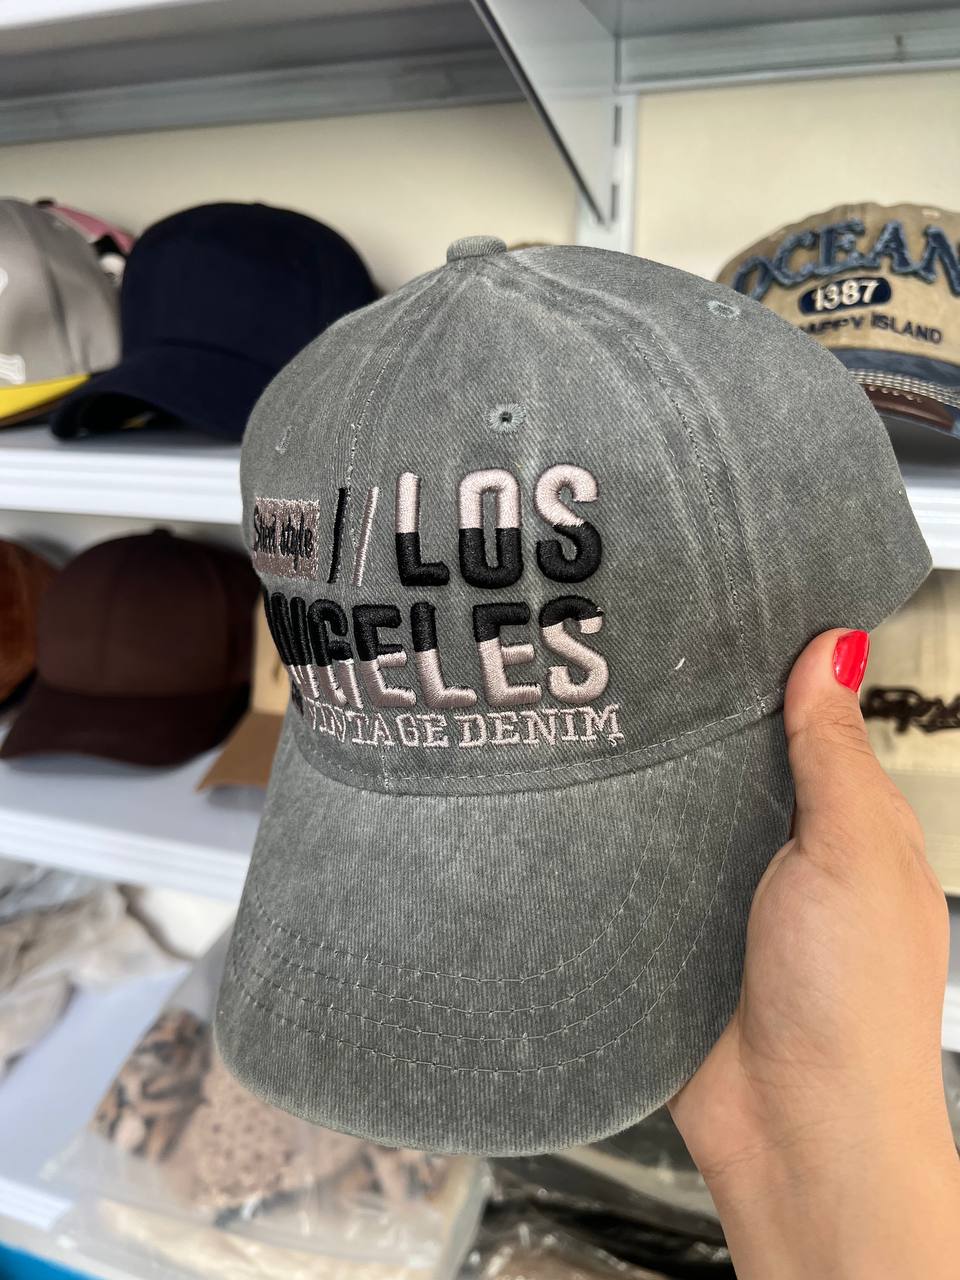 Street style // LOS
ANGELES
VINTAGE DENIM
OCEAN
1387
HAPPY ISLAND